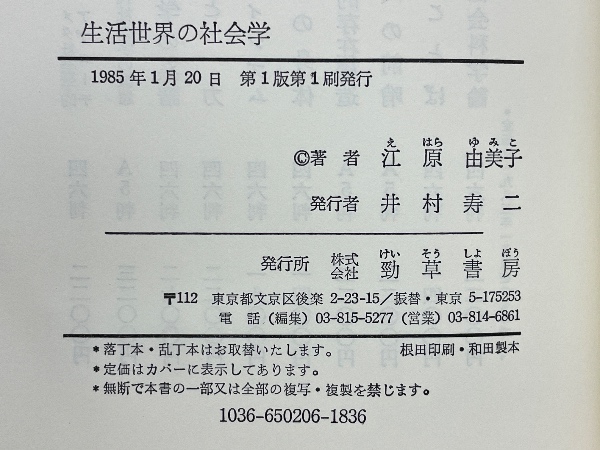 生活世界の社会学
1985年1月20日 第1版第1刷発行
え はら ゆみこ
©著者 江原由美子
発行者 井村寿二
けい そう しょ ぼう
発行所 株式会社 勁草書房
〒112 東京都文京区後楽 2-23-15/振替・東京 5-175253
電話(編集)03-815-5277(営業)03-814-6861
*落丁本・乱丁本はお取替いたします。 根田印刷・和田製本
*定価はカバーに表示してあります。
*無断で本書の一部又は全部の複写・複製を禁じます。
1036-650206-1836